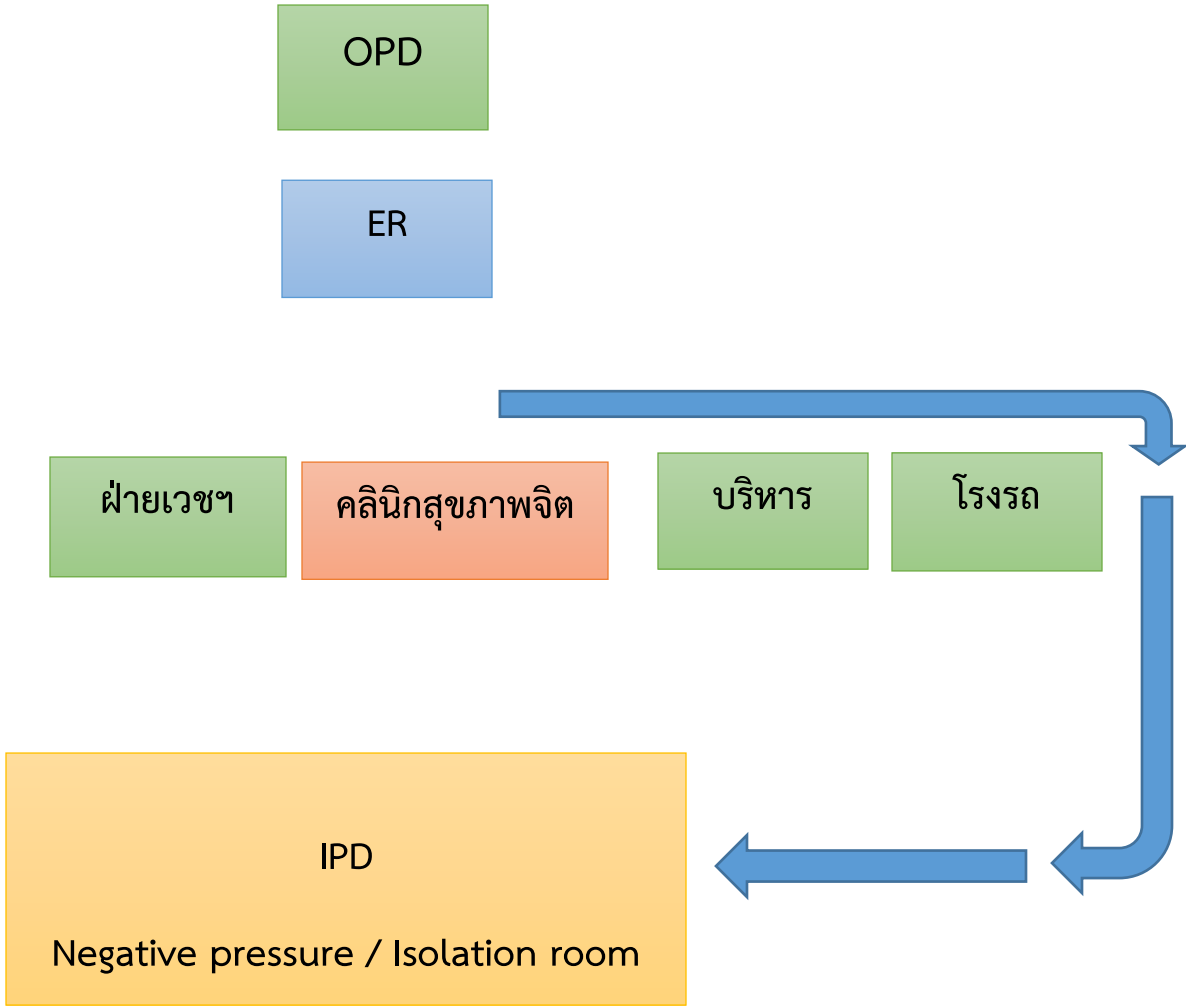 OPD
ER
ฝ่ายเวชฯ
คลินิกสุขภาพจิต
บริหาร
โรงรถ
IPD
Negative pressure / Isolation room